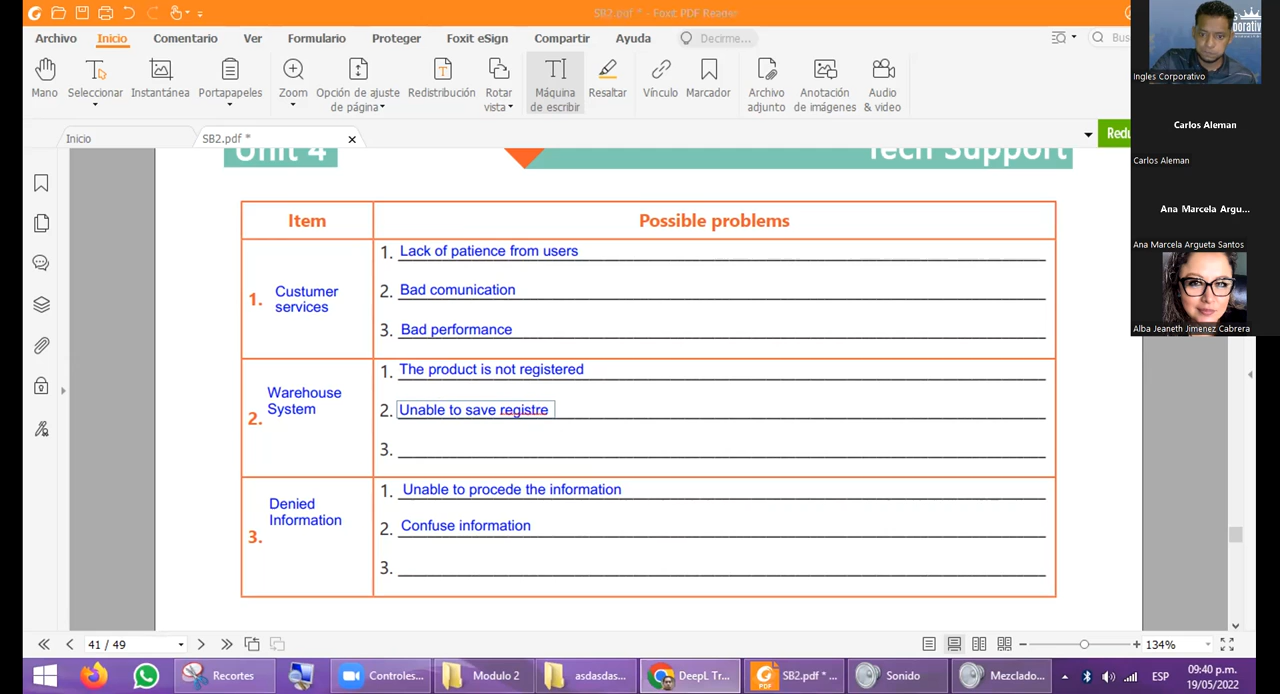 SB2.pdf * - Foxit PDF Reader
Archivo Inicio Comentario Ver Formulario Proteger Foxit eSign Compartir Ayuda Decirme... Bus
Mano Seleccionar Instantánea Portapapeles Zoom Opción de ajuste de página Redistribución Rotar vista Máquina de escribir Resaltar Vínculo Marcador Archivo adjunto Anotación de imágenes Audio & video
Inicio SB2.pdf *
Unit 4 Tech Support
Item Possible problems
1. Custumer services
1. Lack of patience from users
2. Bad comunication
3. Bad performance
2. Warehouse System
1. The product is not registered
2. Unable to save registre
3.
3. Denied Information
1. Unable to procede the information
2. Confuse information
3.
Ingles Corporativo
Carlos Aleman
Carlos Aleman
Ana Marcela Argu...
Ana Marcela Argueta Santos
Alba Jeaneth Jimenez Cabrera
41 / 49 134%
Recortes Controles... Modulo 2 asdasdas... DeepL Tr... SB2.pdf * ... Sonido Mezclado... ESP 09:40 p.m.
19/05/2022